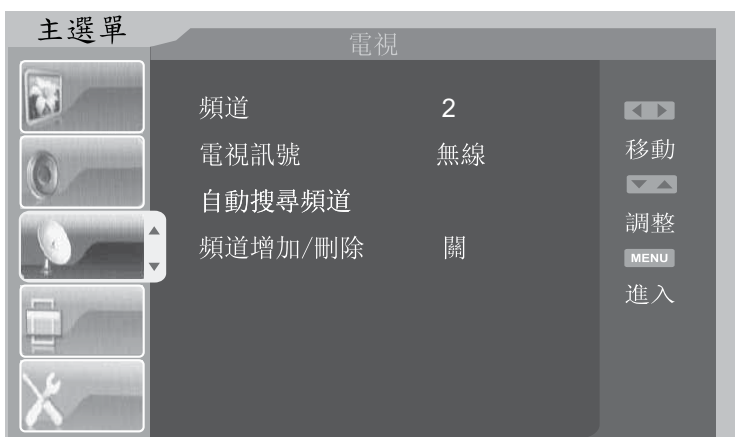 主選單
電視
頻道 2
電視訊號 無線
自動搜尋頻道
頻道增加/刪除 關
移動
調整
MENU
進入